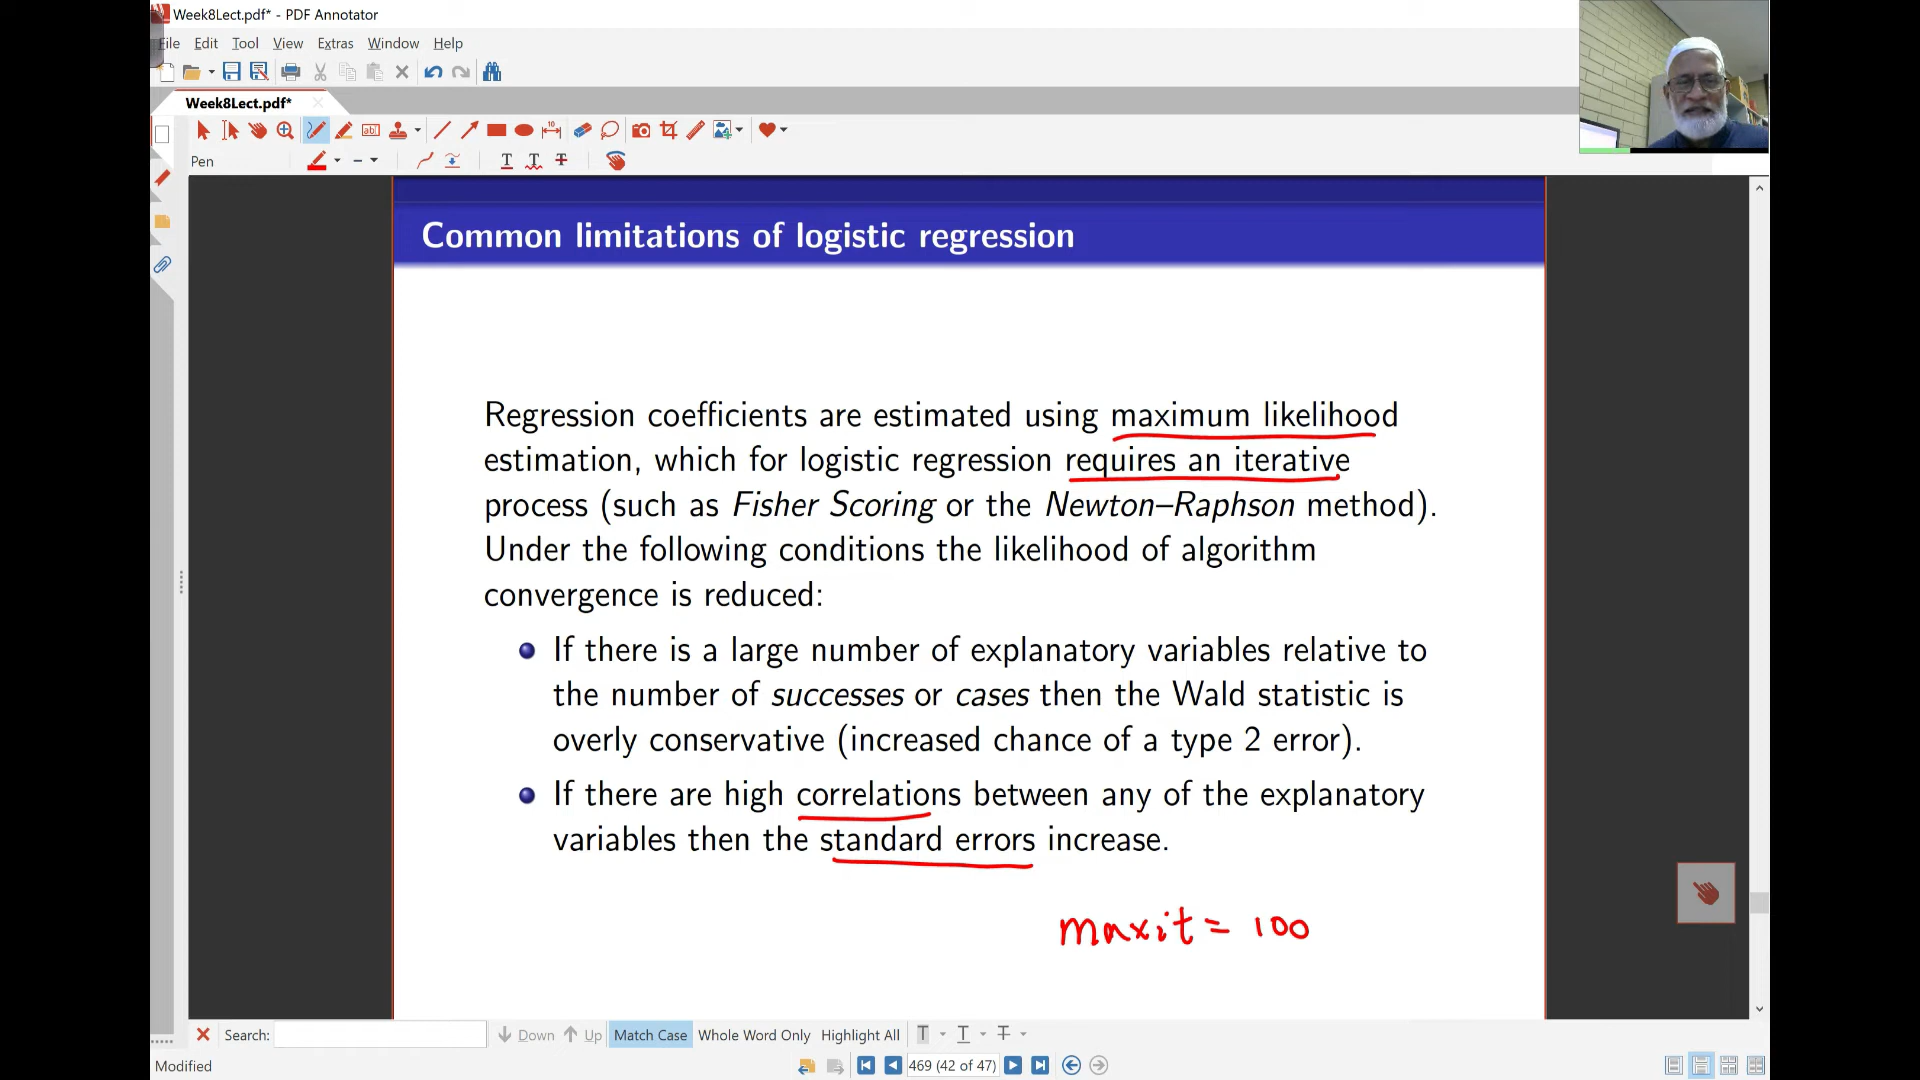 Week8Lect.pdf* - PDF Annotator
File Edit Tool View Extras Window Help
Week8Lect.pdf*
Pen
Common limitations of logistic regression
Regression coefficients are estimated using maximum likelihood
estimation, which for logistic regression requires an iterative
process (such as Fisher Scoring or the Newton–Raphson method).
Under the following conditions the likelihood of algorithm
convergence is reduced:
If there is a large number of explanatory variables relative to
the number of successes or cases then the Wald statistic is
overly conservative (increased chance of a type 2 error).
If there are high correlations between any of the explanatory
variables then the standard errors increase.
maxit = 100
Search: Down Up Match Case Whole Word Only Highlight All
Modified 469 (42 of 47)